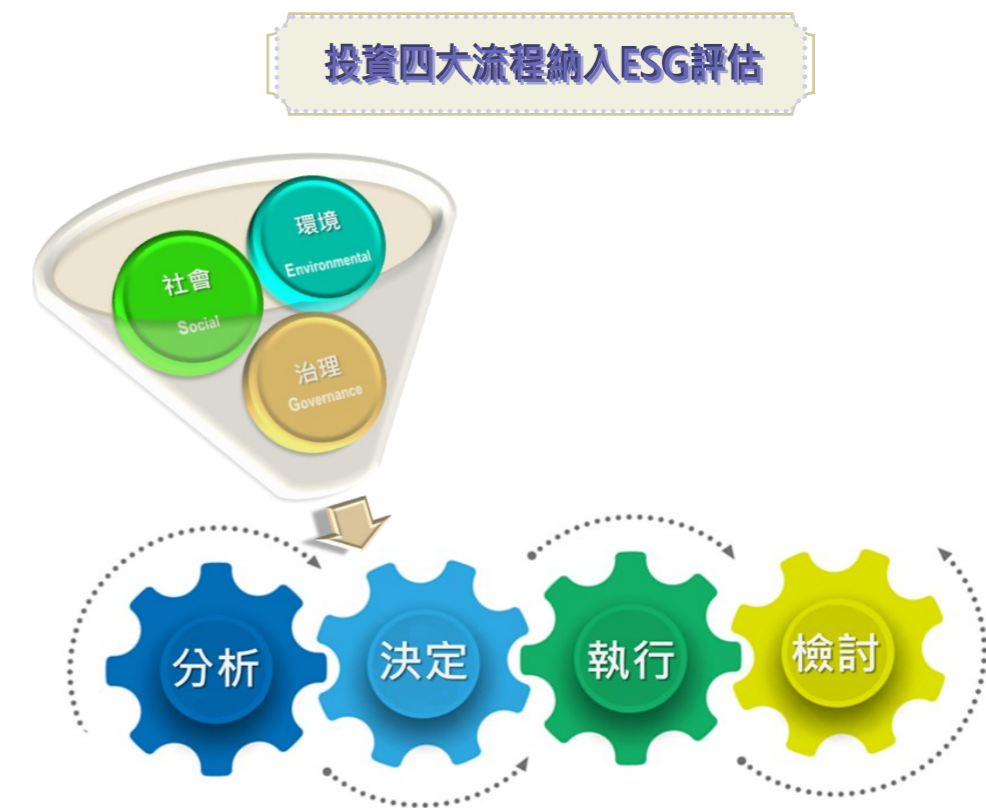 投資四大流程納入ESG評估
環境
Environmental
社會
Social
治理
Governance
分析
決定
執行
檢討